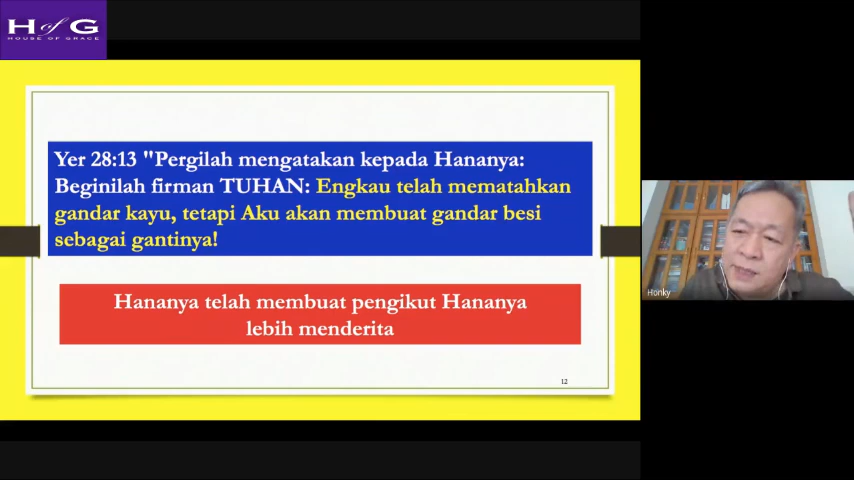 H of G
HOUSE OF GRACE
Yer 28:13 "Pergilah mengatakan kepada Hananya:
Beginilah firman TUHAN: Engkau telah mematahkan
gandar kayu, tetapi Aku akan membuat gandar besi
sebagai gantinya!
Hananya telah membuat pengikut Hananya
lebih menderita
12
Honky